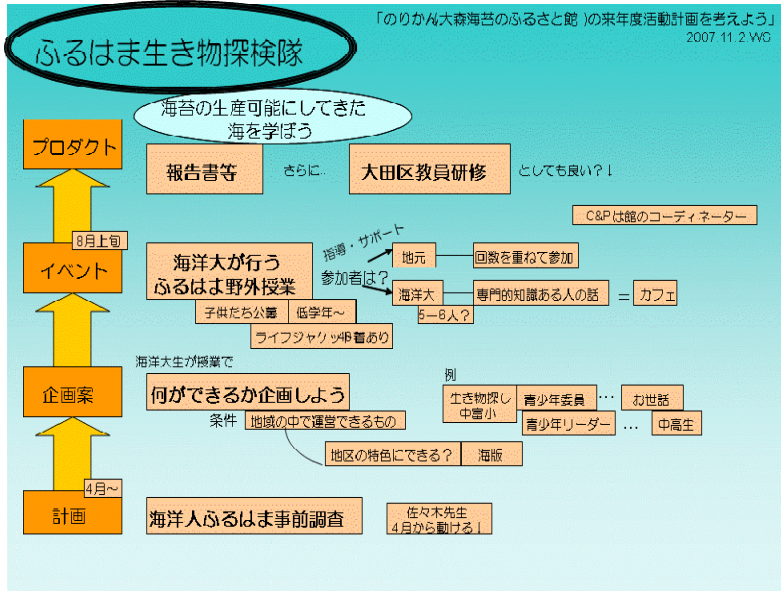 「のりかん大森海苔のふるさと館 )の来年度活動計画を考えよう」
2007.11.2.WS
ふるはま生き物探検隊
海苔の生産可能にしてきた
海を学ぼう
プロダクト
報告書等
さらに..
大田区教員研修
としても良い?!
C&Pは館のコーディネーター
8月上旬
イベント
海洋大が行う
ふるはま野外授業
指導・サポート
参加者は?
地元
回数を重ねて参加
海洋大
専門的知識ある人の話
=
カフェ
5ー6人?
子供たち公募
低学年~
ライフジャケット着あり
海洋大生が授業で
企画案
何ができるか企画しよう
条件
地域の中で運営できるもの
地区の特色にできる?
海版
例
生き物探し
中富小
青少年委員
…
お世話
青少年リーダー
…
中高生
4月~
計画
海洋人ふるはま事前調査
佐々木先生
4月から動ける!